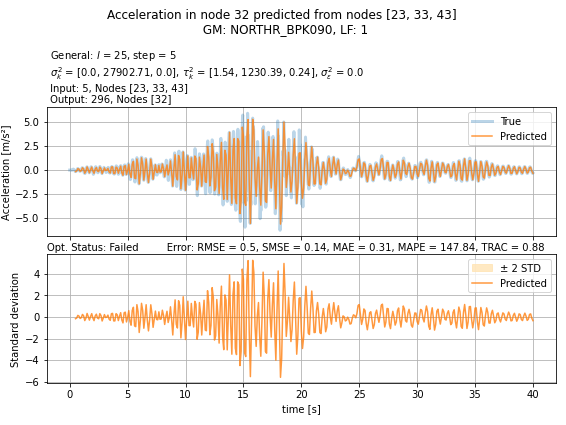 Acceleration in node 32 predicted from nodes [23, 33, 43]
GM: NORTHR_BPK090, LF: 1
General: l = 25, step = 5
σ²ₖ = [0.0, 27902.71, 0.0], τ²ₖ = [1.54, 1230.39, 0.24], σ²ₑ = 0.0
Input: 5, Nodes [23, 33, 43]
Output: 296, Nodes [32]
Acceleration [m/s²]
5.0
2.5
0.0
−2.5
−5.0
True
Predicted
Opt. Status: Failed
Error: RMSE = 0.5, SMSE = 0.14, MAE = 0.31, MAPE = 147.84, TRAC = 0.88
Standard deviation
4
2
0
−2
−4
−6
± 2 STD
Predicted
0 5 10 15 20 25 30 35 40
time [s]